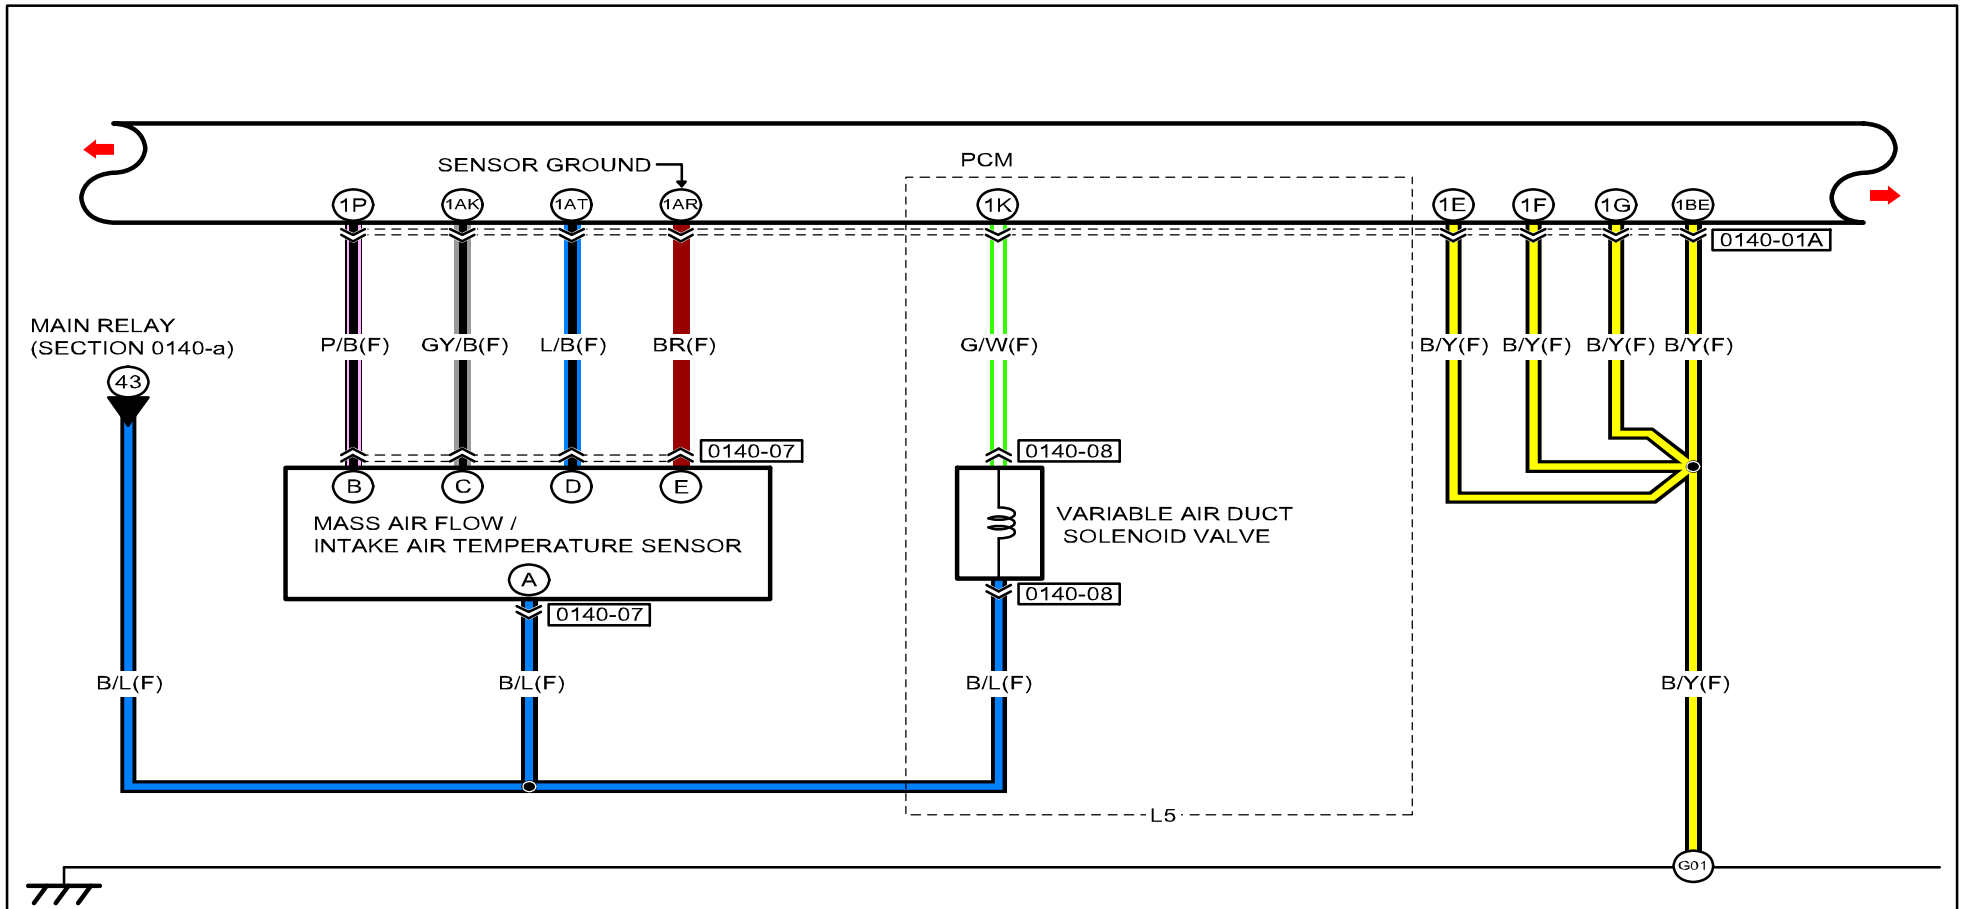 SENSOR GROUND
PCM
1P
1AK
1AT
1AR
1K
1E
1F
1G
1BE
0140-01A
MAIN RELAY
(SECTION 0140-a)
43
P/B(F)
GY/B(F)
L/B(F)
BR(F)
G/W(F)
B/Y(F)
B/Y(F)
B/Y(F)
B/Y(F)
0140-07
0140-08
B
C
D
E
MASS AIR FLOW /
INTAKE AIR TEMPERATURE SENSOR
A
0140-07
VARIABLE AIR DUCT
SOLENOID VALVE
0140-08
B/L(F)
B/L(F)
B/L(F)
B/Y(F)
L5
G01